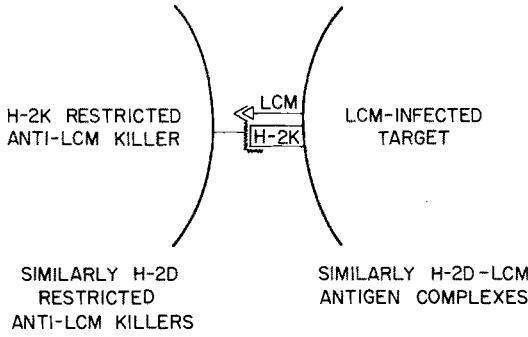 H-2K RESTRICTED
ANTI-LCM KILLER
LCM
H-2K
LCM-INFECTED
TARGET
SIMILARLY H-2D
RESTRICTED
ANTI-LCM KILLERS
SIMILARLY H-2D-LCM
ANTIGEN COMPLEXES